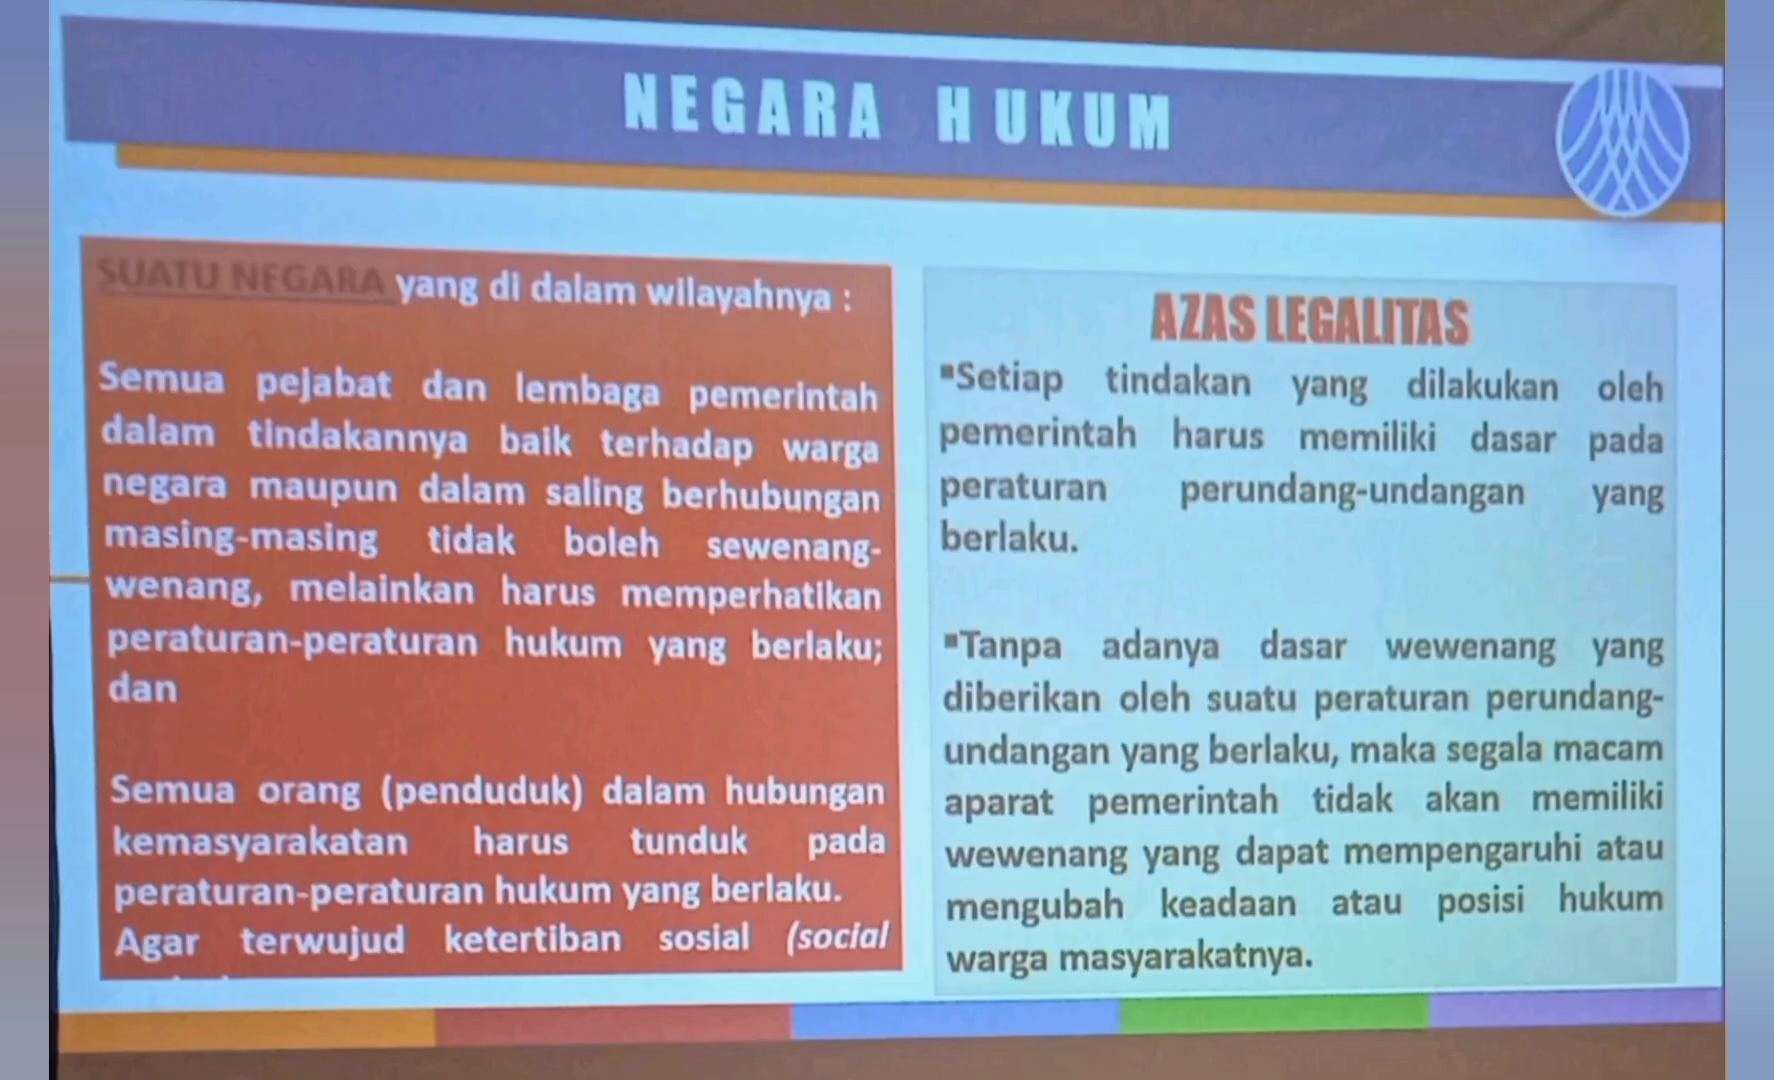 NEGARA HUKUM
SUATU NEGARA yang di dalam wilayahnya :
Semua pejabat dan lembaga pemerintah
dalam tindakannya baik terhadap warga
negara maupun dalam saling berhubungan
masing-masing tidak boleh sewenang-
wenang, melainkan harus memperhatikan
peraturan-peraturan hukum yang berlaku;
dan
Semua orang (penduduk) dalam hubungan
kemasyarakatan harus tunduk pada
peraturan-peraturan hukum yang berlaku.
Agar terwujud ketertiban sosial (social
AZAS LEGALITAS
▪Setiap tindakan yang dilakukan oleh
pemerintah harus memiliki dasar pada
peraturan perundang-undangan yang
berlaku.
▪Tanpa adanya dasar wewenang yang
diberikan oleh suatu peraturan perundang-
undangan yang berlaku, maka segala macam
aparat pemerintah tidak akan memiliki
wewenang yang dapat mempengaruhi atau
mengubah keadaan atau posisi hukum
warga masyarakatnya.